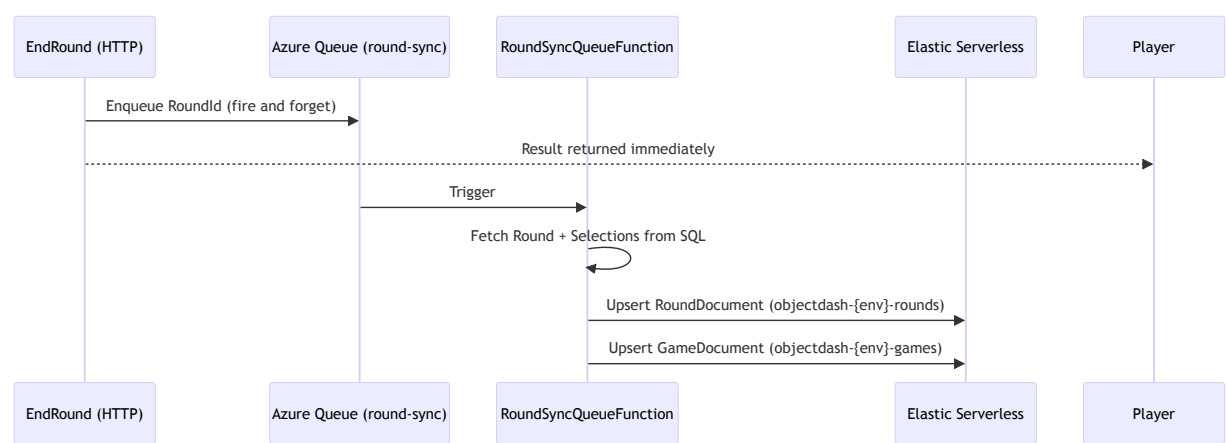 EndRound (HTTP)
Azure Queue (round-sync)
RoundSyncQueueFunction
Elastic Serverless
Player
Enqueue RoundId (fire and forget)
Result returned immediately
Trigger
Fetch Round + Selections from SQL
Upsert RoundDocument (objectdash-{env}-rounds)
Upsert GameDocument (objectdash-{env}-games)
EndRound (HTTP)
Azure Queue (round-sync)
RoundSyncQueueFunction
Elastic Serverless
Player